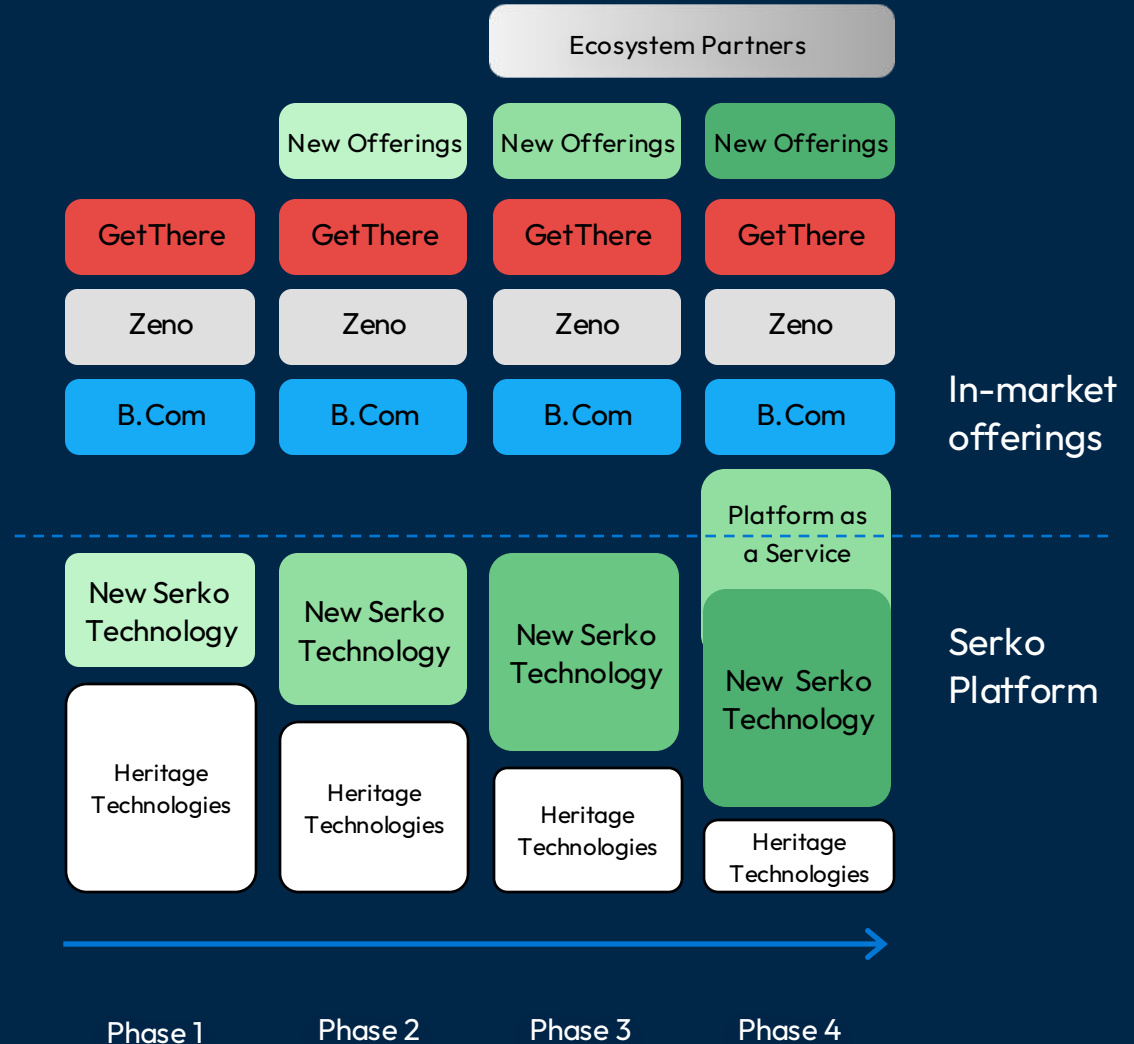 Ecosystem Partners
New Offerings
New Offerings
New Offerings
GetThere
GetThere
GetThere
GetThere
Zeno
Zeno
Zeno
Zeno
B.Com
B.Com
B.Com
B.Com
In-market
offerings
Platform as
a Service
New Serko
Technology
New Serko
Technology
New Serko
Technology
New Serko
Technology
Serko
Platform
Heritage
Technologies
Heritage
Technologies
Heritage
Technologies
Heritage
Technologies
Phase 1
Phase 2
Phase 3
Phase 4